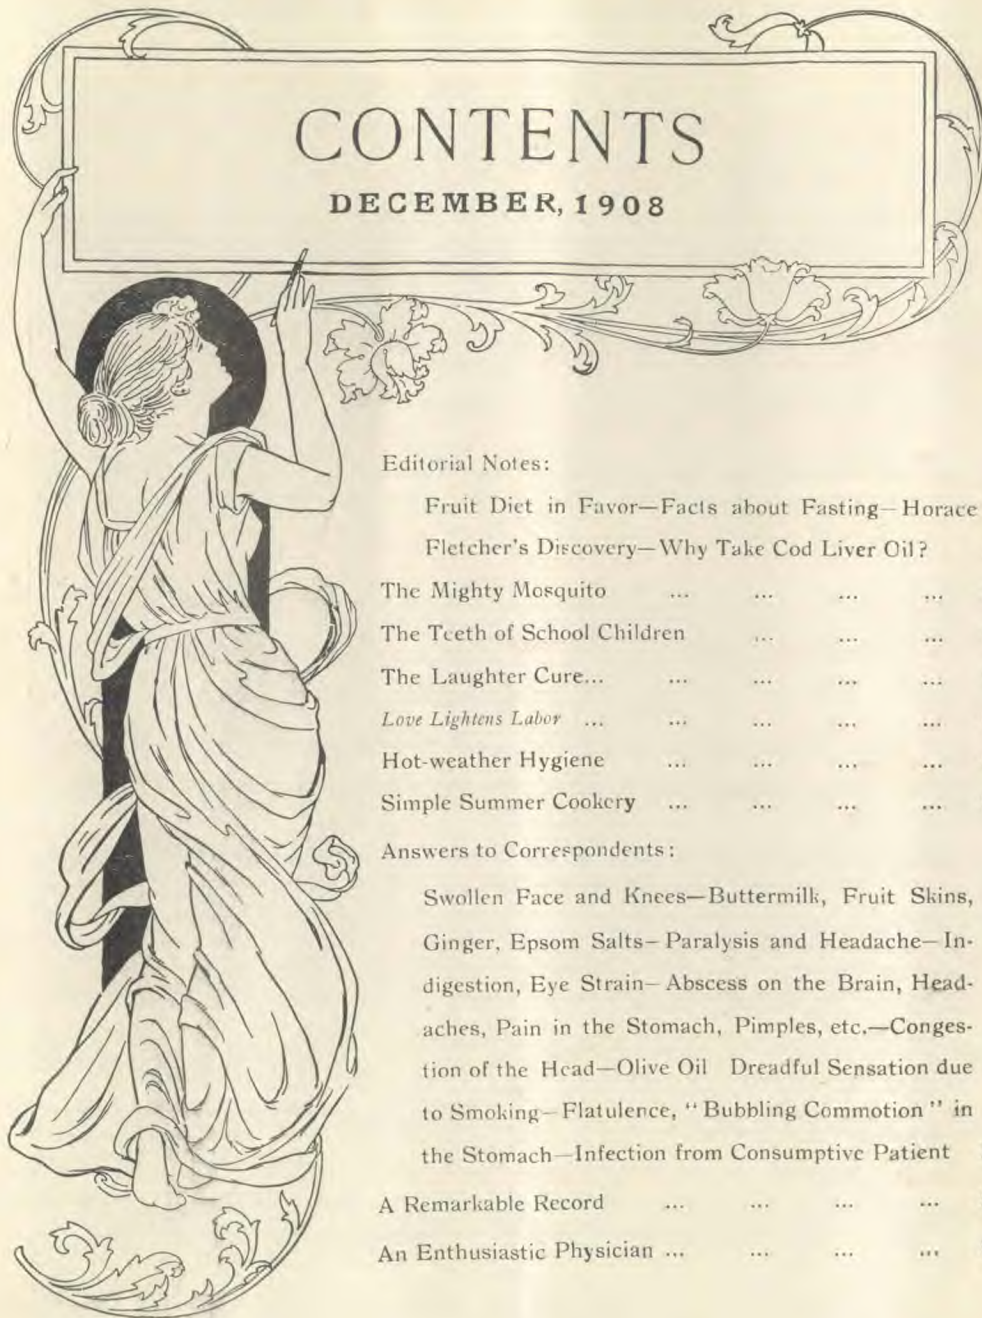 CONTENTS
DECEMBER, 1908
Editorial Notes:
Fruit Diet in Favor—Facts about Fasting—Horace
Fletcher's Discovery—Why Take Cod Liver Oil?
The Mighty Mosquito ... ... ... ...
The Teeth of School Children ... ... ...
The Laughter Cure... ... ... ... ...
Love Lightens Labor ... ... ... ... ...
Hot-weather Hygiene ... ... ... ...
Simple Summer Cookery ... ... ... ...
Answers to Correspondents:
Swollen Face and Knees—Buttermilk, Fruit Skins,
Ginger, Epsom Salts—Paralysis and Headache—In-
digestion, Eye Strain—Abscess on the Brain, Head-
aches, Pain in the Stomach, Pimples, etc.—Conges-
tion of the Head—Olive Oil Dreadful Sensation due
to Smoking—Flatulence, "Bubbling Commotion" in
the Stomach—Infection from Consumptive Patient
A Remarkable Record ... ... ... ...
An Enthusiastic Physician ... ... ... ...